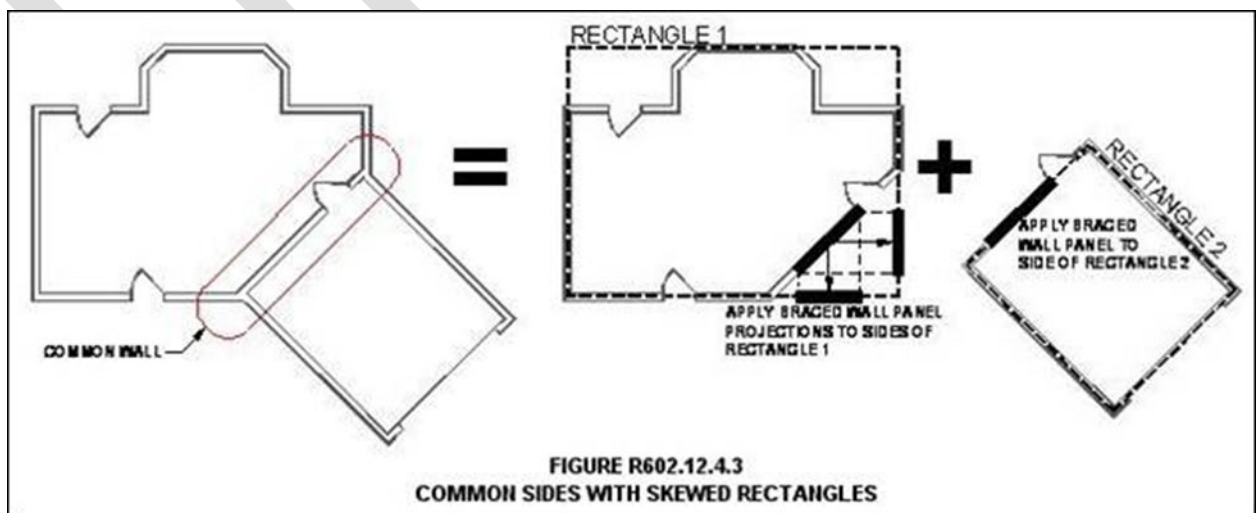 RECTANGLE 1
RECTANGLE 2
APPLY BRACED
WALL PANEL TO
SIDE OF RECTANGLE 2
APPLY BRACED WALL PANEL
PROJECTIONS TO SIDES OF
RECTANGLE 1
COMMON WALL
FIGURE R602.12.4.3
COMMON SIDES WITH SKEWED RECTANGLES